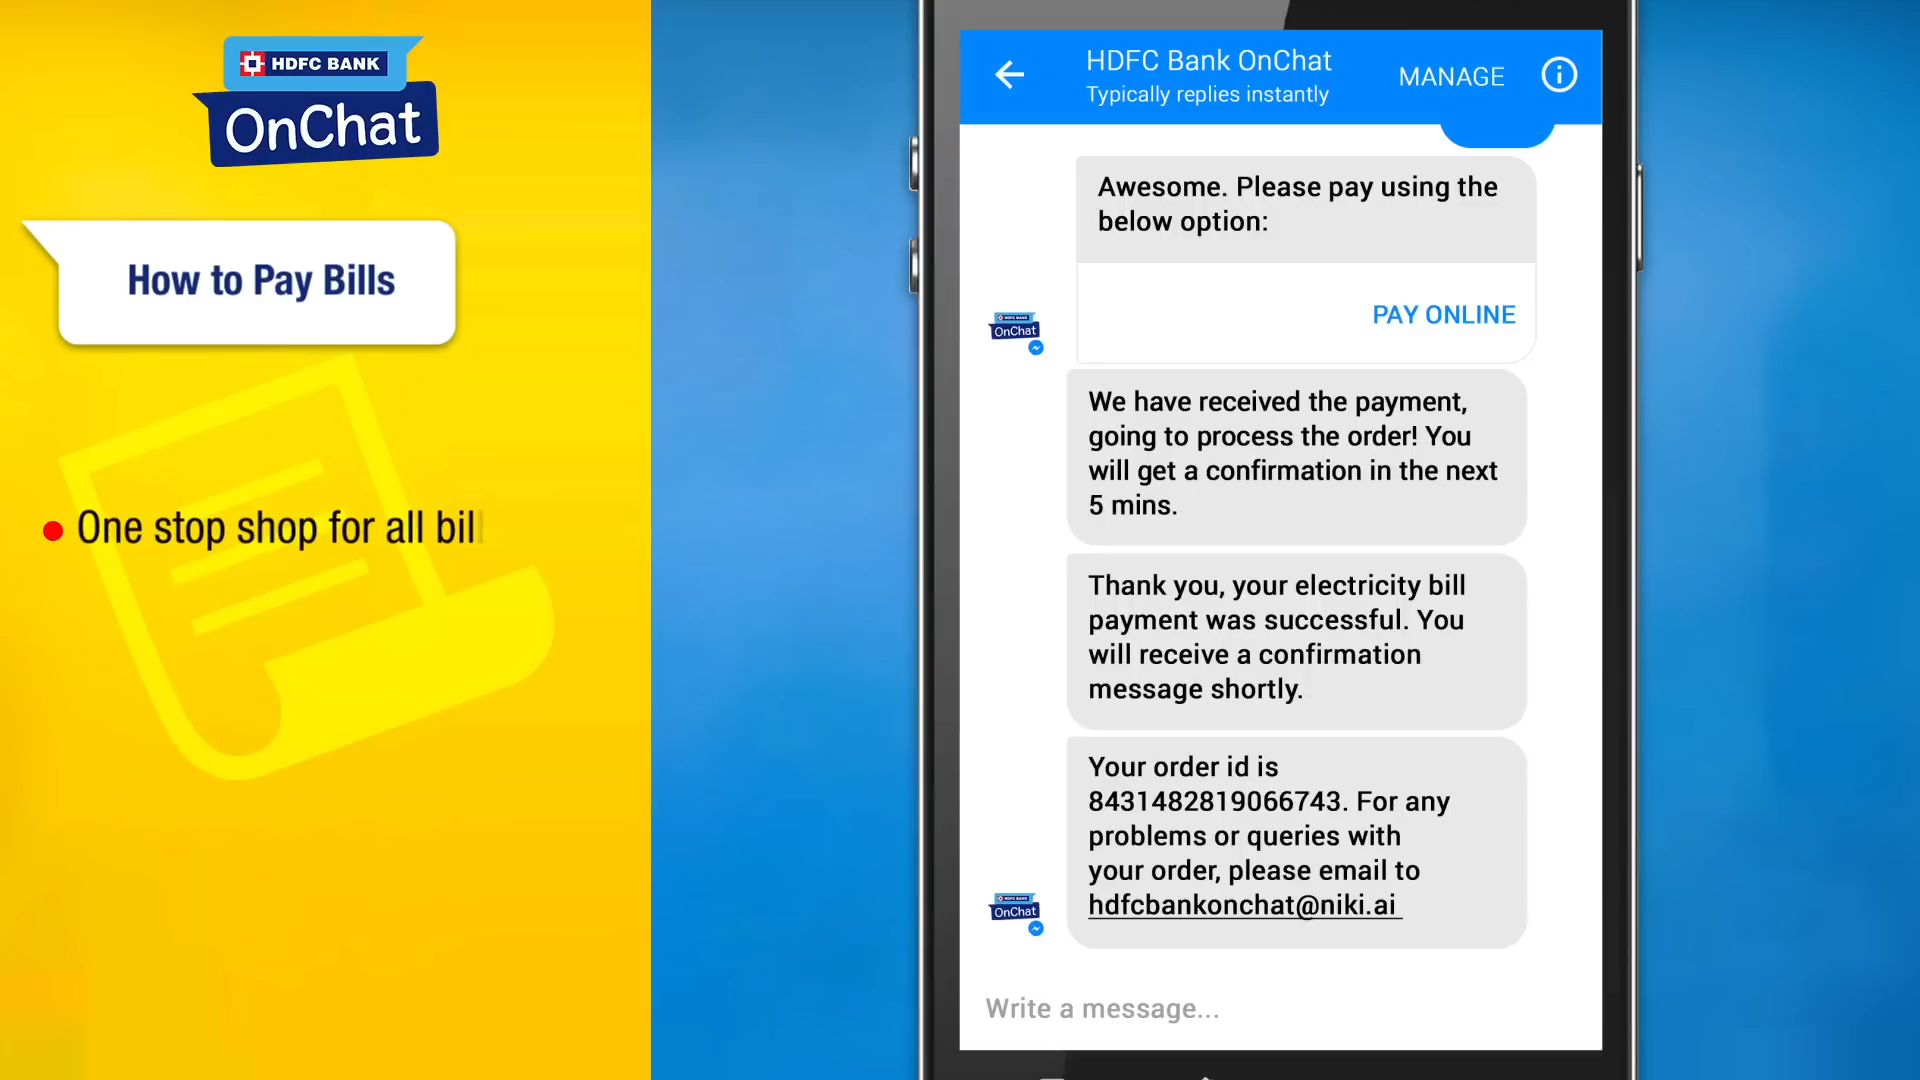 HDFC BANK
OnChat
How to Pay Bills
One stop shop for all bil
HDFC Bank OnChat
Typically replies instantly
MANAGE
Awesome. Please pay using the
below option:
PAY ONLINE
HDFC BANK
OnChat
We have received the payment,
going to process the order! You
will get a confirmation in the next
5 mins.
Thank you, your electricity bill
payment was successful. You
will receive a confirmation
message shortly.
Your order id is
8431482819066743. For any
problems or queries with
your order, please email to
hdfcbankonchat@niki.ai
HDFC BANK
OnChat
Write a message...